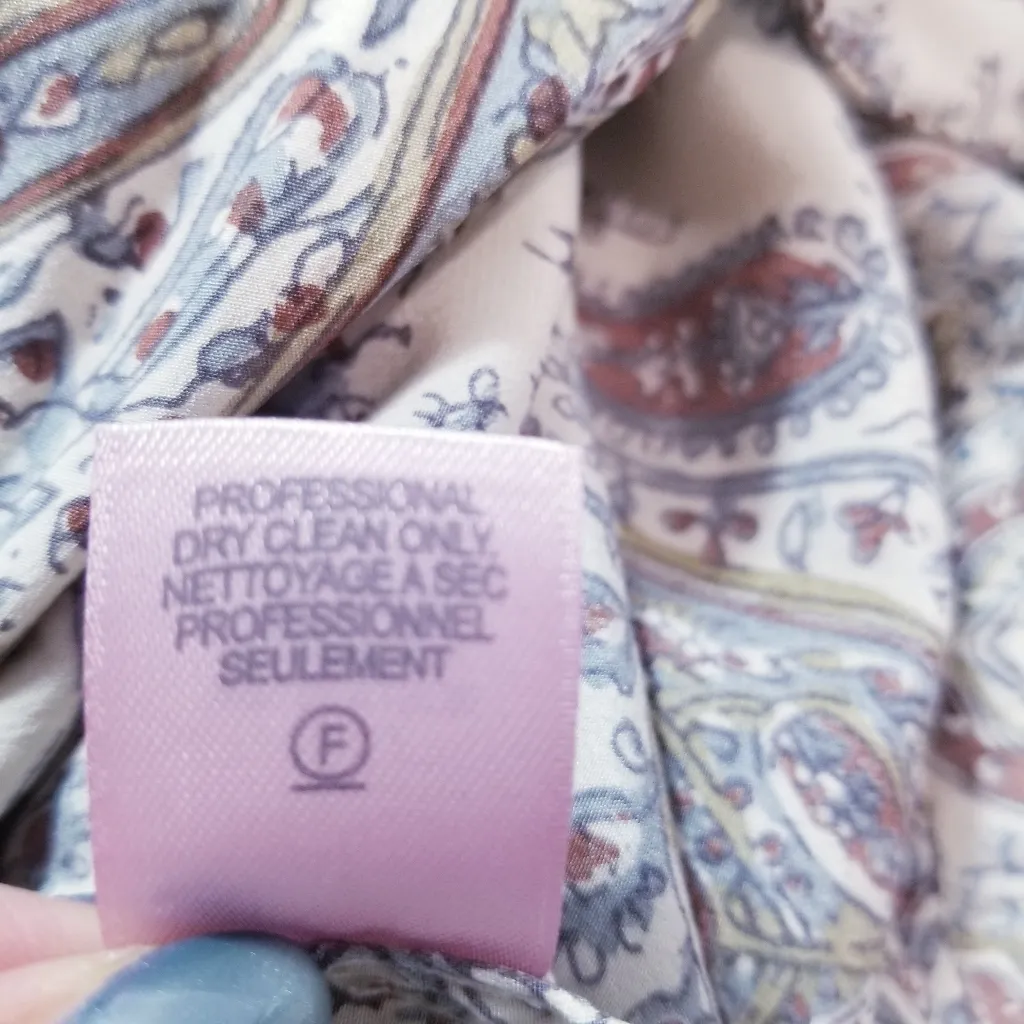 PROFESSIONAL
DRY CLEAN ONLY.
NETTOYAGE A SEC
PROFESSIONNEL
SEULEMENT
F